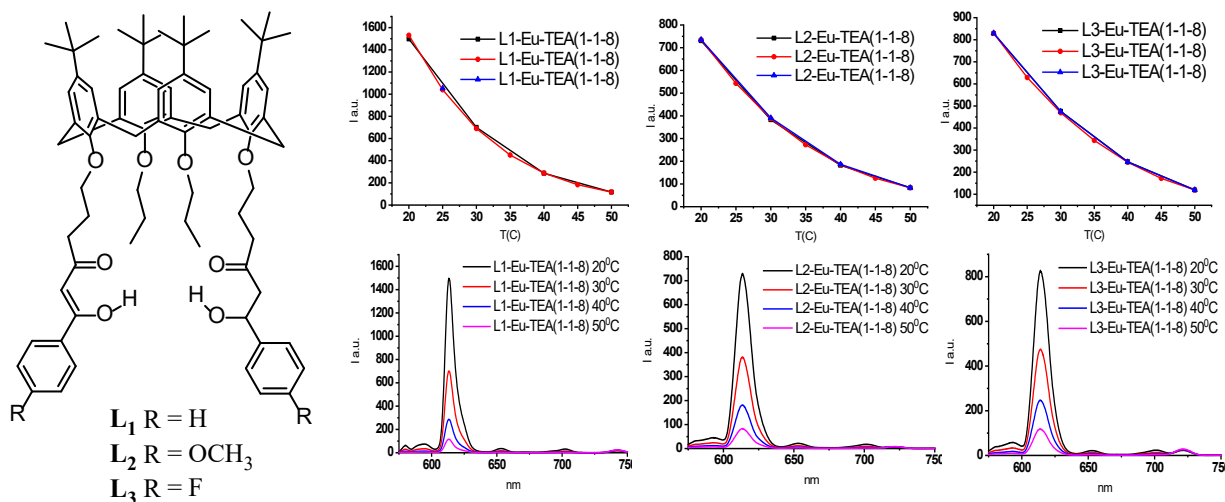 O
O
O
O
O
O
O
H
H
O
R
R
L₁ R = H
L₂ R = OCH₃
L₃ R = F
1600
1400
1200
1000
800
600
400
200
0
I a.u.
20 25 30 35 40 45 50
T(C)
L1-Eu-TEA(1-1-8)
L1-Eu-TEA(1-1-8)
L1-Eu-TEA(1-1-8)
800
700
600
500
400
300
200
100
0
I a.u.
20 25 30 35 40 45 50
T(C)
L2-Eu-TEA(1-1-8)
L2-Eu-TEA(1-1-8)
L2-Eu-TEA(1-1-8)
900
800
700
600
500
400
300
200
100
I a.u.
20 25 30 35 40 45 50
T(C)
L3-Eu-TEA(1-1-8)
L3-Eu-TEA(1-1-8)
L3-Eu-TEA(1-1-8)
1600
1400
1200
1000
800
600
400
200
0
I a.u.
600 650 700 750
nm
L1-Eu-TEA(1-1-8) 20⁰C
L1-Eu-TEA(1-1-8) 30⁰C
L1-Eu-TEA(1-1-8) 40⁰C
L1-Eu-TEA(1-1-8) 50⁰C
800
700
600
500
400
300
200
100
0
I a.u.
600 650 700 750
nm
L2-Eu-TEA(1-1-8) 20⁰C
L2-Eu-TEA(1-1-8) 30⁰C
L2-Eu-TEA(1-1-8) 40⁰C
L2-Eu-TEA(1-1-8) 50⁰C
800
600
400
200
0
I a.u.
600 650 700 750
nm
L3-Eu-TEA(1-1-8) 20⁰C
L3-Eu-TEA(1-1-8) 30⁰C
L3-Eu-TEA(1-1-8) 40⁰C
L3-Eu-TEA(1-1-8) 50⁰C